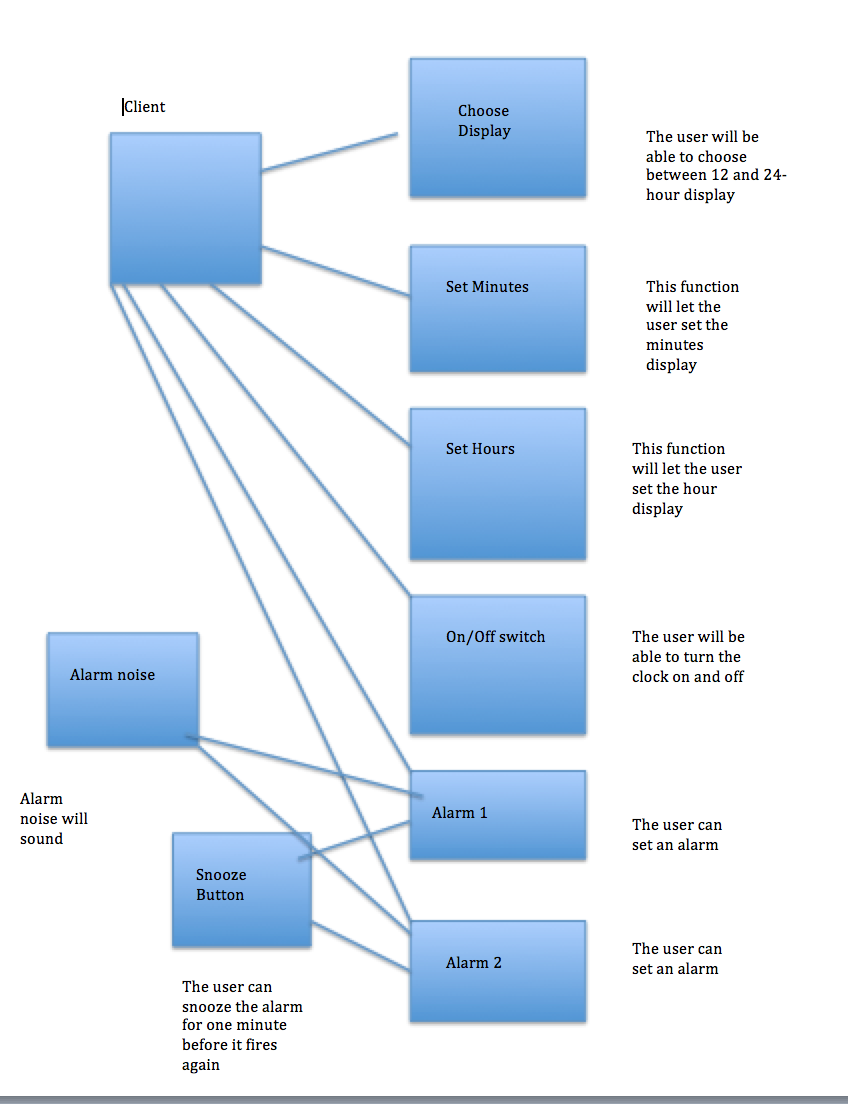 Client
Choose
Display
The user will be
able to choose
between 12 and 24-
hour display
Set Minutes
This function
will let the
user set the
minutes
display
Set Hours
This function
will let the user
set the hour
display
On/Off switch
The user will be
able to turn the
clock on and off
Alarm noise
Alarm
noise will
sound
Alarm 1
The user can
set an alarm
Snooze
Button
The user can
snooze the alarm
for one minute
before it fires
again
Alarm 2
The user can
set an alarm